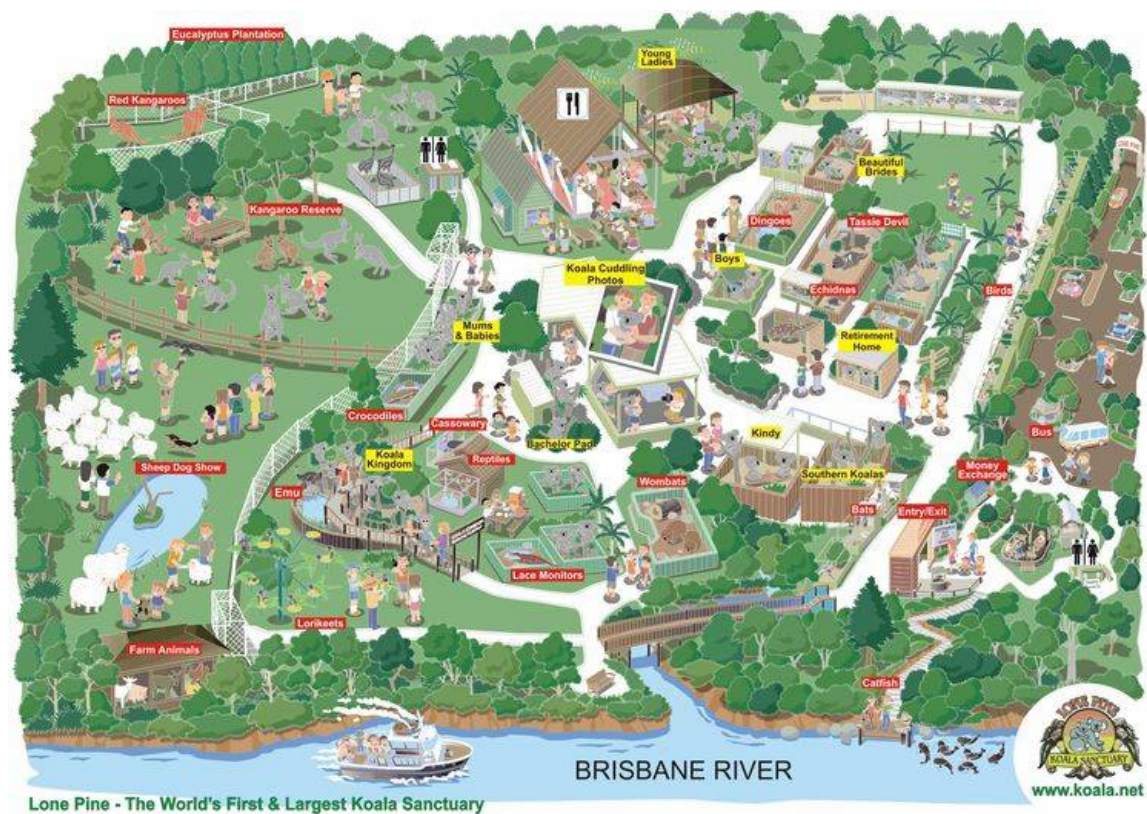 Eucalyptus Plantation
Young
Ladies
Red Kangaroos
HOSPITAL
LONE PINE
Beautiful
Brides
Kangaroo Reserve
Dingoes
Tassie Devil
Boys
Koala Cuddling
Photos
Echidnas
Birds
Mums
& Babies
Retirement
Home
Crocodiles
Cassowary
Bachelor Pad
Kindy
Bus
Koala
Kingdom
Reptiles
Sheep Dog Show
Southern Koalas
Money
Exchange
Emu
Wombats
Bats
Entry/Exit
Lace Monitors
Lorikeets
Farm Animals
Catfish
LONE PINE
KOALA SANCTUARY
BRISBANE RIVER
www.koala.net
Lone Pine - The World's First & Largest Koala Sanctuary